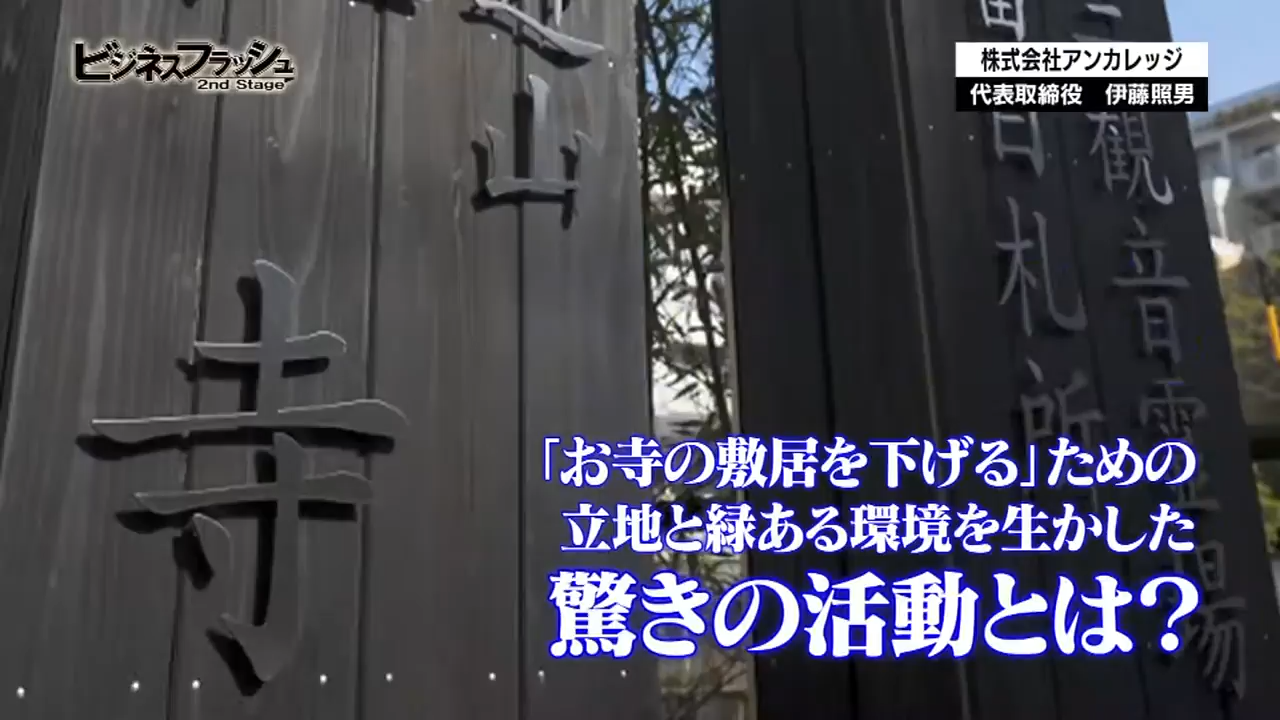 ビジネスフラッシュ
2nd Stage
株式会社アンカレッジ
代表取締役　伊藤照男
山
寺
札所
観音霊場
「お寺の敷居を下げる」ための
立地と緑ある環境を生かした
驚きの活動とは？